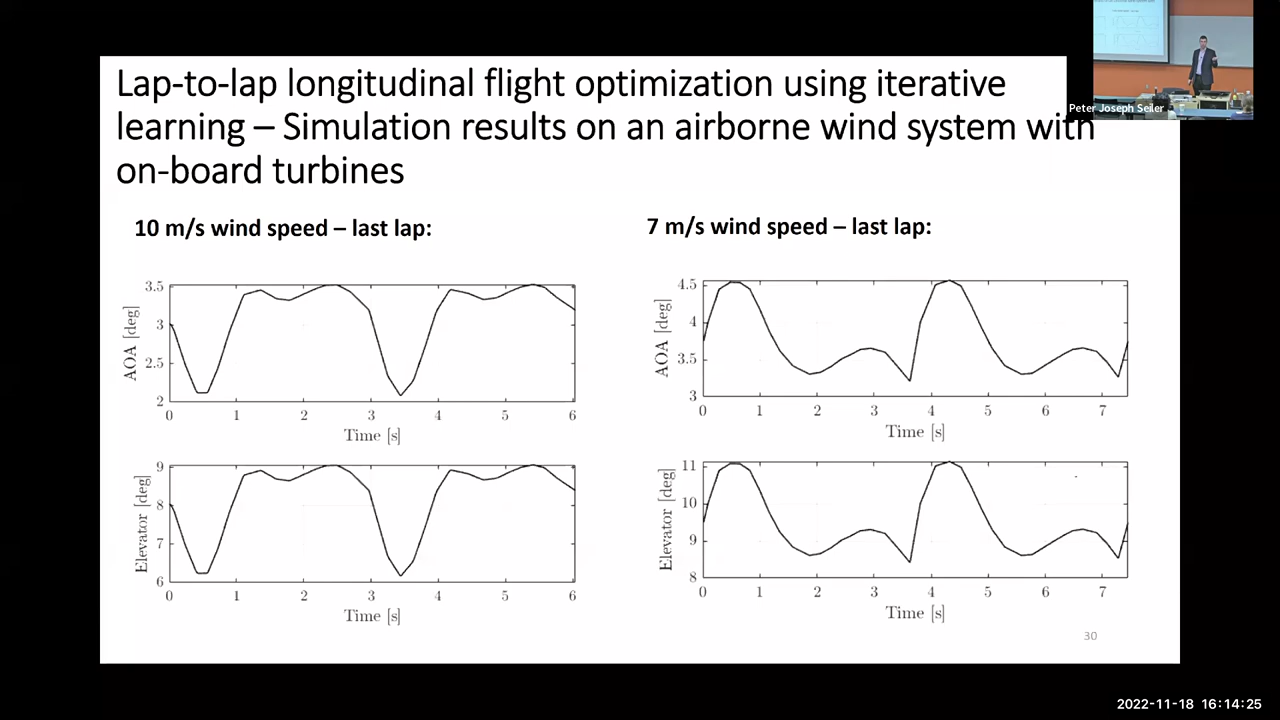 Lap-to-lap longitudinal flight optimization using iterative
learning – Simulation results on an airborne wind system with
on-board turbines
Peter Joseph Seiler
10 m/s wind speed – last lap:
7 m/s wind speed – last lap:
3.5
3
2.5
2
AOA [deg]
0 1 2 3 4 5 6
Time [s]
4.5
4
3.5
3
AOA [deg]
0 1 2 3 4 5 6 7
Time [s]
9
8
7
6
Elevator [deg]
0 1 2 3 4 5 6
Time [s]
11
10
9
8
Elevator [deg]
0 1 2 3 4 5 6 7
Time [s]
30
2022-11-18 16:14:25